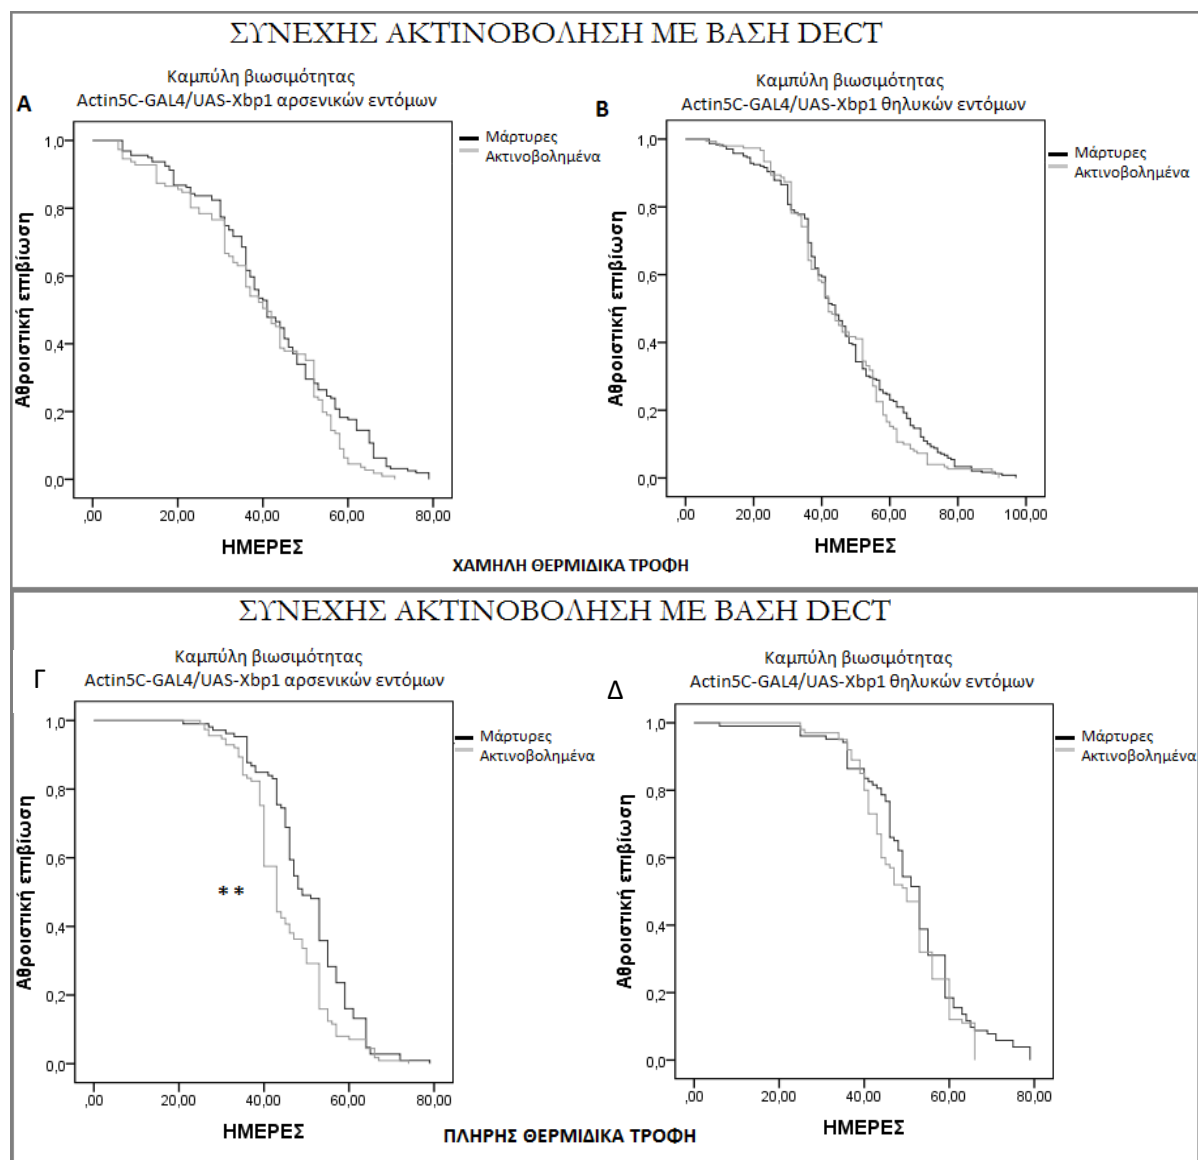 ΣΥΝΕΧΗΣ ΑΚΤΙΝΟΒΟΛΗΣΗ ΜΕ ΒΑΣΗ DECT
Α
Καμπύλη βιωσιμότητας
Actin5C-GAL4/UAS-Xbp1 αρσενικών εντόμων
Μάρτυρες
Ακτινοβολημένα
Αθροιστική επιβίωση
1,0
0,8
0,6
0,4
0,2
0,0
,00 20,00 40,00 60,00 80,00
ΗΜΕΡΕΣ
Β
Καμπύλη βιωσιμότητας
Actin5C-GAL4/UAS-Xbp1 θηλυκών εντόμων
Μάρτυρες
Ακτινοβολημένα
Αθροιστική επιβίωση
1,0
0,8
0,6
0,4
0,2
0,0
,00 20,00 40,00 60,00 80,00 100,00
ΗΜΕΡΕΣ
ΧΑΜΗΛΗ ΘΕΡΜΙΔΙΚΑ ΤΡΟΦΗ
ΣΥΝΕΧΗΣ ΑΚΤΙΝΟΒΟΛΗΣΗ ΜΕ ΒΑΣΗ DECT
Γ
Καμπύλη βιωσιμότητας
Actin5C-GAL4/UAS-Xbp1 αρσενικών εντόμων
Μάρτυρες
Ακτινοβολημένα
Αθροιστική επιβίωση
1,0
0,8
0,6
0,4
0,2
0,0
**
,00 20,00 40,00 60,00 80,00
ΗΜΕΡΕΣ
Δ
Καμπύλη βιωσιμότητας
Actin5C-GAL4/UAS-Xbp1 θηλυκών εντόμων
Μάρτυρες
Ακτινοβολημένα
Αθροιστική επιβίωση
1,0
0,8
0,6
0,4
0,2
0,0
,00 20,00 40,00 60,00 80,00
ΗΜΕΡΕΣ
ΠΛΗΡΗΣ ΘΕΡΜΙΔΙΚΑ ΤΡΟΦΗ